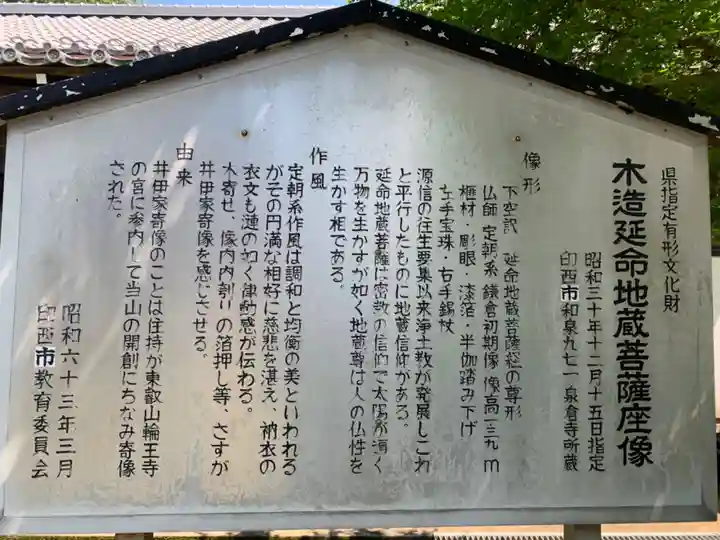 県指定有形文化財
木造延命地蔵菩薩座像
昭和三十年十二月十五日指定
印西市和泉九七一 泉倉寺所蔵
像形
下空訳 延命地蔵菩薩経の尊形
仏師 定朝系 鎌倉初期像 像高一三九m
榧材・彫眼・漆箔・半伽踏み下げ
左手宝珠・右手錫杖
源信の往生要集以来浄土教が発展しこれ
と平行したものに地蔵信仰がある。
延命地蔵菩薩は密教の信仰で太陽が遍く
万物を生かすが如く地蔵尊は人の仏性を
生かす相である。
作風
定朝系作風は調和と均衡の美といわれる
がその円満な相好に慈悲を湛え、衲衣の
衣文も漣の如く律動感が伝わる。
木寄せ、像内内刳りの箔押し等、さすが
井伊家寄像を感じさせる。
由来
井伊家寄像のことは住持が東叡山輪王寺
の宮に参内して当山の開創にちなみ寄像
された。
昭和六十三年三月
印西市教育委員会